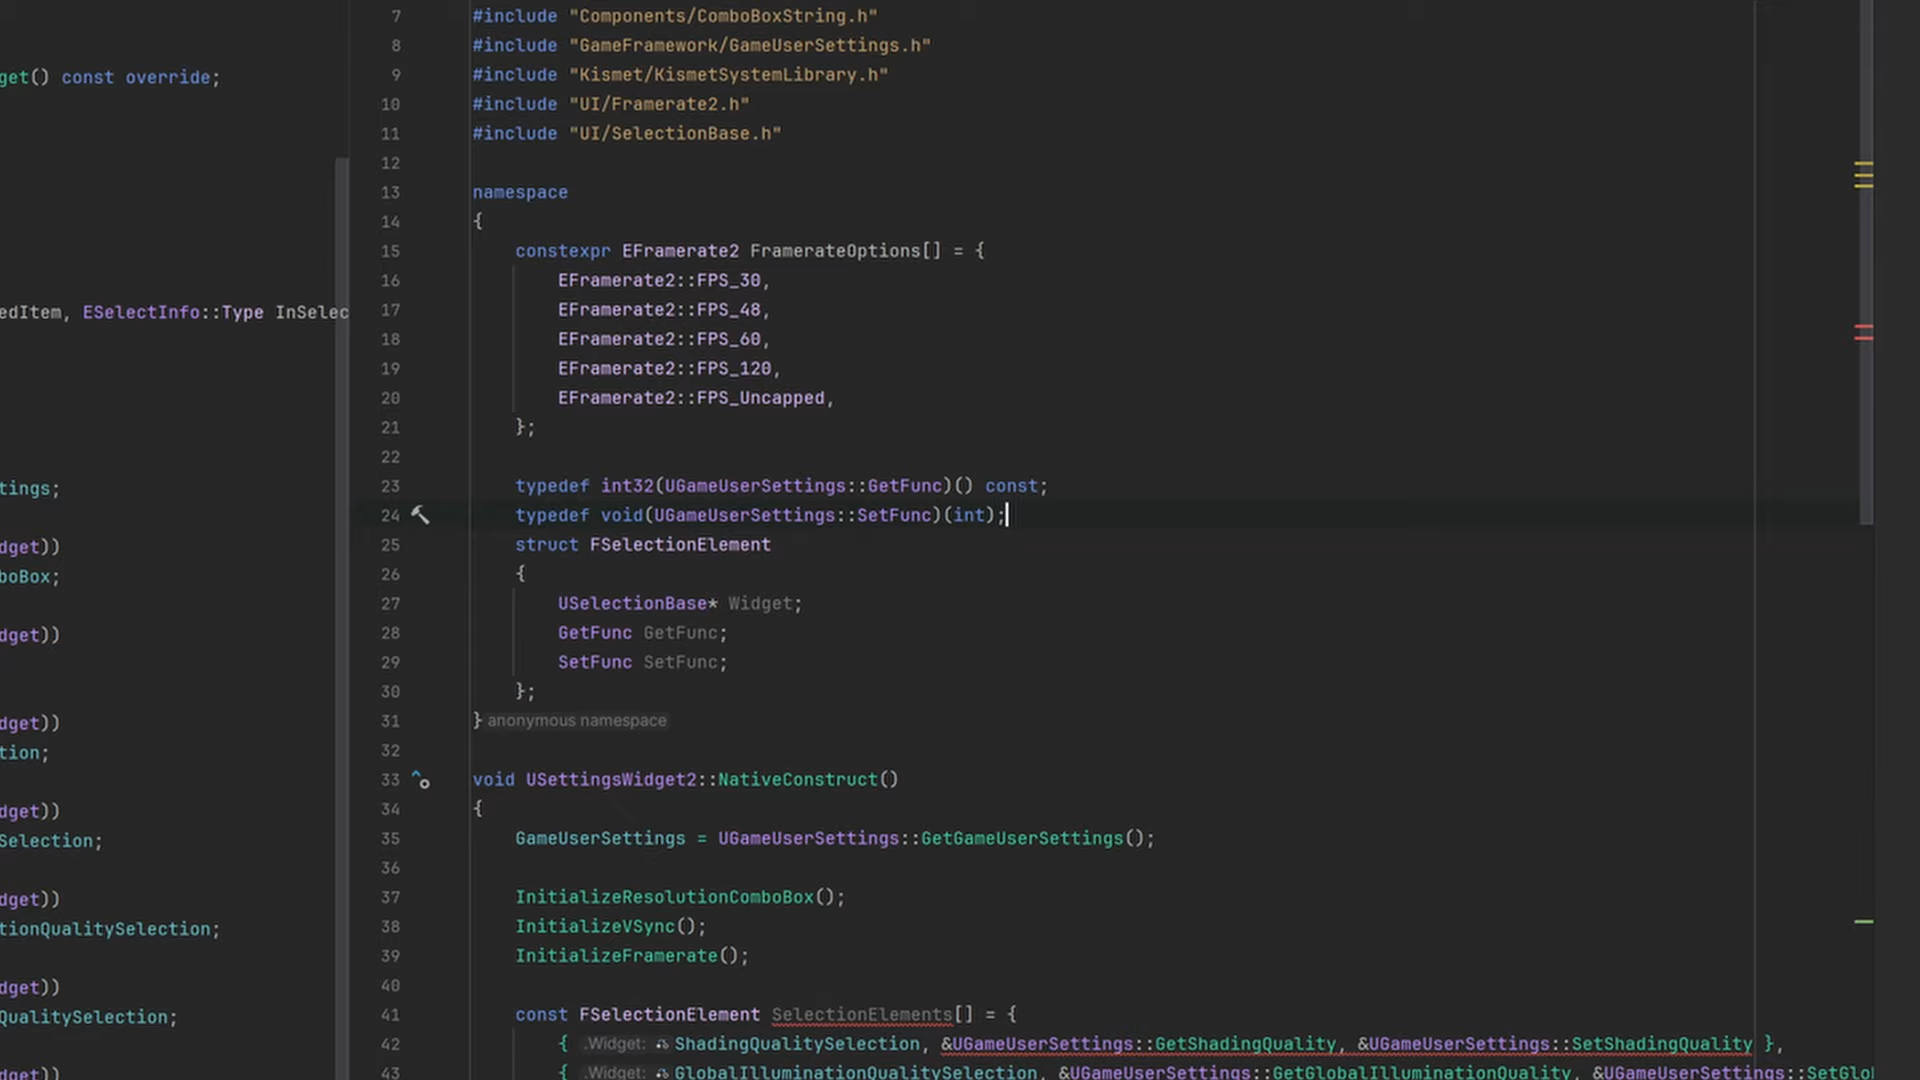 get() const override;
edItem, ESelectInfo::Type InSelec
tings;
dget))
boBox;
dget))
dget))
tion;
dget))
Selection;
dget))
tionQualitySelection;
dget))
QualitySelection;
dget))
7 #include "Components/ComboBoxString.h"
8 #include "GameFramework/GameUserSettings.h"
9 #include "Kismet/KismetSystemLibrary.h"
10 #include "UI/Framerate2.h"
11 #include "UI/SelectionBase.h"
12
13 namespace
14 {
15 constexpr EFramerate2 FramerateOptions[] = {
16 EFramerate2::FPS_30,
17 EFramerate2::FPS_48,
18 EFramerate2::FPS_60,
19 EFramerate2::FPS_120,
20 EFramerate2::FPS_Uncapped,
21 };
22
23 typedef int32(UGameUserSettings::GetFunc)() const;
24 typedef void(UGameUserSettings::SetFunc)(int);
25 struct FSelectionElement
26 {
27 USelectionBase* Widget;
28 GetFunc GetFunc;
29 SetFunc SetFunc;
30 };
31 } anonymous namespace
32
33 void USettingsWidget2::NativeConstruct()
34 {
35 GameUserSettings = UGameUserSettings::GetGameUserSettings();
36
37 InitializeResolutionComboBox();
38 InitializeVSync();
39 InitializeFramerate();
40
41 const FSelectionElement SelectionElements[] = {
42 { .Widget: ShadingQualitySelection, &UGameUserSettings::GetShadingQuality, &UGameUserSettings::SetShadingQuality },
43 { .Widget: GlobalIlluminationQualitySelection, &UGameUserSettings::GetGlobalIlluminationQuality, &UGameUserSettings::SetGlo